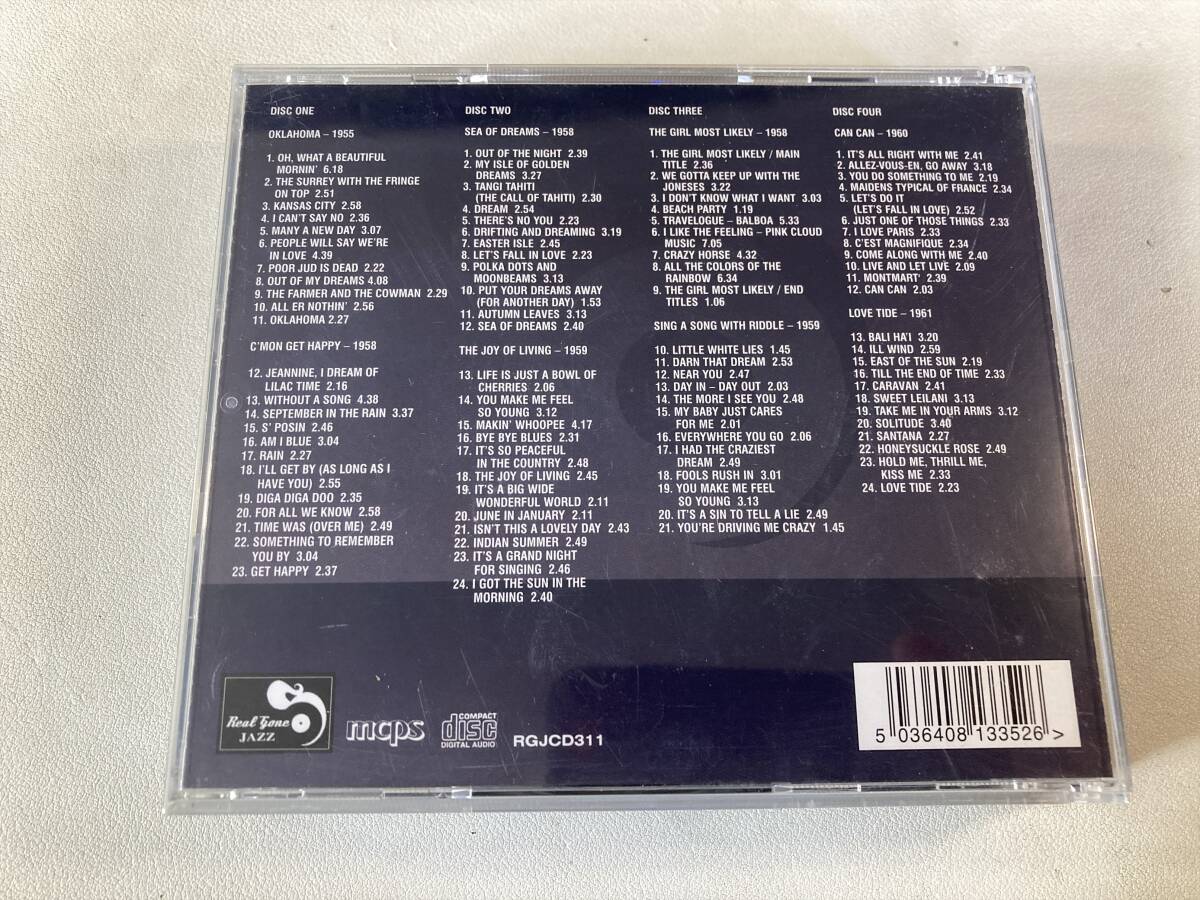 DISC ONE
OKLAHOMA – 1955
1. OH, WHAT A BEAUTIFUL
MORNIN' 6.18
2. THE SURREY WITH THE FRINGE
ON TOP 2.51
3. KANSAS CITY 2.58
4. I CAN'T SAY NO 2.36
5. MANY A NEW DAY 3.07
6. PEOPLE WILL SAY WE'RE
IN LOVE 4.39
7. POOR JUD IS DEAD 2.22
8. OUT OF MY DREAMS 4.08
9. THE FARMER AND THE COWMAN 2.29
10. ALL ER NOTHIN' 2.56
11. OKLAHOMA 2.27
C'MON GET HAPPY – 1958
12. JEANNINE, I DREAM OF
LILAC TIME 2.16
13. WITHOUT A SONG 4.38
14. SEPTEMBER IN THE RAIN 3.37
15. S' POSIN 2.46
16. AM I BLUE 3.04
17. RAIN 2.27
18. I'LL GET BY (AS LONG AS I
HAVE YOU) 2.55
19. DIGA DIGA DOO 2.35
20. FOR ALL WE KNOW 2.58
21. TIME WAS (OVER ME) 2.49
22. SOMETHING TO REMEMBER
YOU BY 3.04
23. GET HAPPY 2.37
DISC TWO
SEA OF DREAMS – 1958
1. OUT OF THE NIGHT 2.39
2. MY ISLE OF GOLDEN
DREAMS 3.27
3. TANGI TAHITI
(THE CALL OF TAHITI) 2.30
4. DREAM 2.54
5. THERE'S NO YOU 2.23
6. DRIFTING AND DREAMING 3.19
7. EASTER ISLE 2.45
8. LET'S FALL IN LOVE 2.23
9. POLKA DOTS AND
MOONBEAMS 3.13
10. PUT YOUR DREAMS AWAY
(FOR ANOTHER DAY) 1.53
11. AUTUMN LEAVES 3.13
12. SEA OF DREAMS 2.40
THE JOY OF LIVING – 1959
13. LIFE IS JUST A BOWL OF
CHERRIES 2.06
14. YOU MAKE ME FEEL
SO YOUNG 3.12
15. MAKIN' WHOOPEE 4.17
16. BYE BYE BLUES 2.31
17. IT'S SO PEACEFUL
IN THE COUNTRY 2.48
18. THE JOY OF LIVING 2.45
19. IT'S A BIG WIDE
WONDERFUL WORLD 2.11
20. JUNE IN JANUARY 2.11
21. ISN'T THIS A LOVELY DAY 2.43
22. INDIAN SUMMER 2.49
23. IT'S A GRAND NIGHT
FOR SINGING 2.46
24. I GOT THE SUN IN THE
MORNING 2.40
DISC THREE
THE GIRL MOST LIKELY – 1958
1. THE GIRL MOST LIKELY / MAIN
TITLE 2.36
2. WE GOTTA KEEP UP WITH THE
JONESES 3.22
3. I DON'T KNOW WHAT I WANT 3.03
4. BEACH PARTY 1.19
5. TRAVELOGUE – BALBOA 5.33
6. I LIKE THE FEELING – PINK CLOUD
MUSIC 7.05
7. CRAZY HORSE 4.32
8. ALL THE COLORS OF THE
RAINBOW 6.34
9. THE GIRL MOST LIKELY / END
TITLES 1.06
SING A SONG WITH RIDDLE – 1959
10. LITTLE WHITE LIES 1.45
11. DARN THAT DREAM 2.53
12. NEAR YOU 2.47
13. DAY IN – DAY OUT 2.03
14. THE MORE I SEE YOU 2.48
15. MY BABY JUST CARES
FOR ME 2.01
16. EVERYWHERE YOU GO 2.06
17. I HAD THE CRAZIEST
DREAM 2.49
18. FOOLS RUSH IN 3.01
19. YOU MAKE ME FEEL
SO YOUNG 3.13
20. IT'S A SIN TO TELL A LIE 2.49
21. YOU'RE DRIVING ME CRAZY 1.45
DISC FOUR
CAN CAN – 1960
1. IT'S ALL RIGHT WITH ME 2.41
2. ALLEZ-VOUS-EN, GO AWAY 3.18
3. YOU DO SOMETHING TO ME 2.19
4. MAIDENS TYPICAL OF FRANCE 2.34
5. LET'S DO IT
(LET'S FALL IN LOVE) 2.52
6. JUST ONE OF THOSE THINGS 2.33
7. I LOVE PARIS 2.33
8. C'EST MAGNIFIQUE 2.34
9. COME ALONG WITH ME 2.40
10. LIVE AND LET LIVE 2.09
11. MONTMART' 2.39
12. CAN CAN 2.03
LOVE TIDE – 1961
13. BALI HA'I 3.20
14. ILL WIND 2.59
15. EAST OF THE SUN 2.19
16. TILL THE END OF TIME 2.33
17. CARAVAN 2.41
18. SWEET LEILANI 3.13
19. TAKE ME IN YOUR ARMS 3.12
20. SOLITUDE 3.40
21. SANTANA 2.27
22. HONEYSUCKLE ROSE 2.49
23. HOLD ME, THRILL ME,
KISS ME 2.33
24. LOVE TIDE 2.23
Real Gone
JAZZ
mcps
COMPACT
disc
DIGITAL AUDIO
RGJCD311
5 036408 133526 >